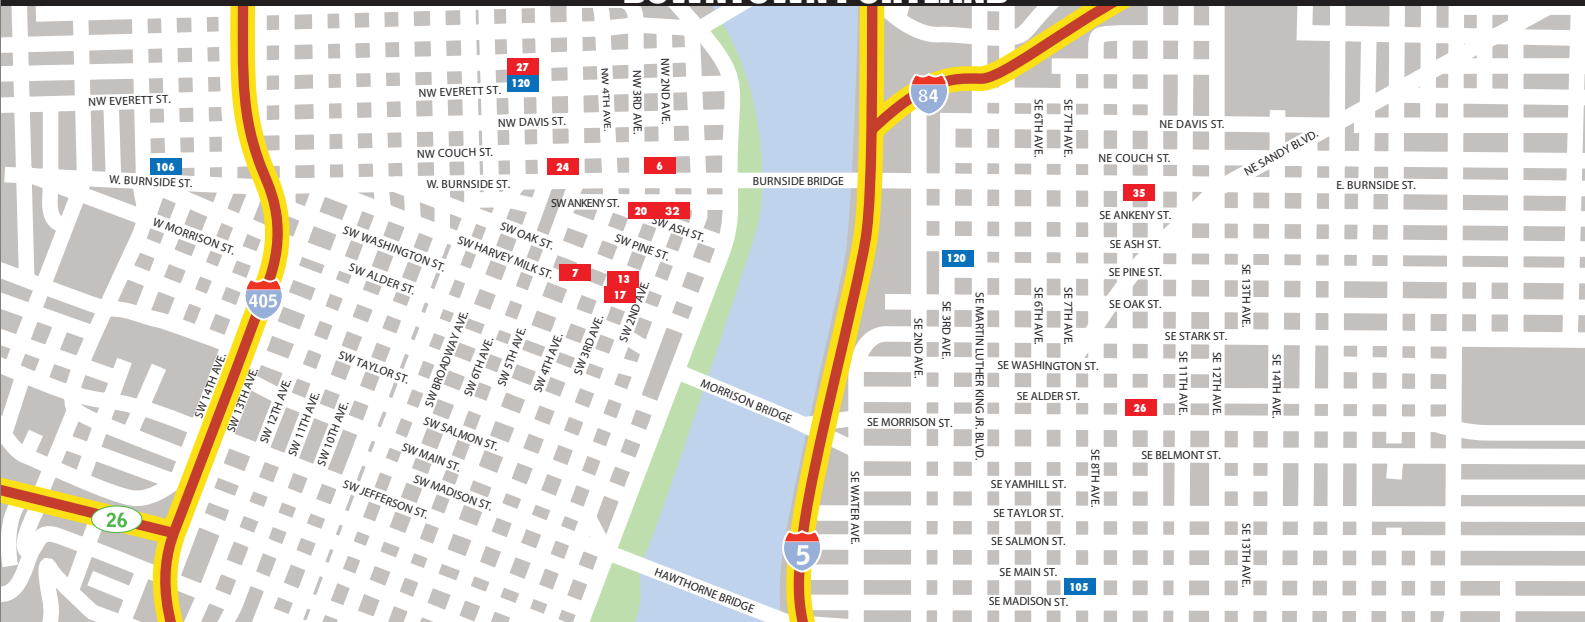 DOWNTOWN PORTLAND
27
120
NW EVERETT ST.
NW EVERETT ST.
NW 4TH AVE.
NW 3RD AVE.
NW 2ND AVE.
84
SE 6TH AVE.
SE 7TH AVE.
NW DAVIS ST.
NE DAVIS ST.
NE SANDY BLVD.
NW COUCH ST.
NE COUCH ST.
106
24
6
W. BURNSIDE ST.
W. BURNSIDE ST.
BURNSIDE BRIDGE
E. BURNSIDE ST.
35
SW ANKENY ST.
20
32
SE ANKENY ST.
W MORRISON ST.
SW WASHINGTON ST.
SW OAK ST.
SW HARVEY MILK ST.
SW ASH ST.
SW PINE ST.
SE ASH ST.
120
SW ALDER ST.
7
13
17
SE PINE ST.
405
SE OAK ST.
SE 13TH AVE.
SW 2ND AVE.
SE 2ND AVE.
SE 3RD AVE.
SE MARTIN LUTHER KING JR. BLVD.
SE 6TH AVE.
SE 7TH AVE.
SE STARK ST.
SW 14TH AVE.
SW 13TH AVE.
SW 12TH AVE.
SW 11TH AVE.
SW 10TH AVE.
SW TAYLOR ST.
SW BROADWAY AVE.
SW 6TH AVE.
SW 5TH AVE.
SW 4TH AVE.
SW 3RD AVE.
SE WASHINGTON ST.
SE 11TH AVE.
SE 12TH AVE.
SE 14TH AVE.
MORRISON BRIDGE
SE ALDER ST.
26
SE MORRISON ST.
SW SALMON ST.
SW MAIN ST.
SE BELMONT ST.
SE 8TH AVE.
SW MADISON ST.
SW JEFFERSON ST.
SE WATER AVE.
SE YAMHILL ST.
26
SE TAYLOR ST.
5
SE SALMON ST.
SE 13TH AVE.
HAWTHORNE BRIDGE
SE MAIN ST.
105
SE MADISON ST.